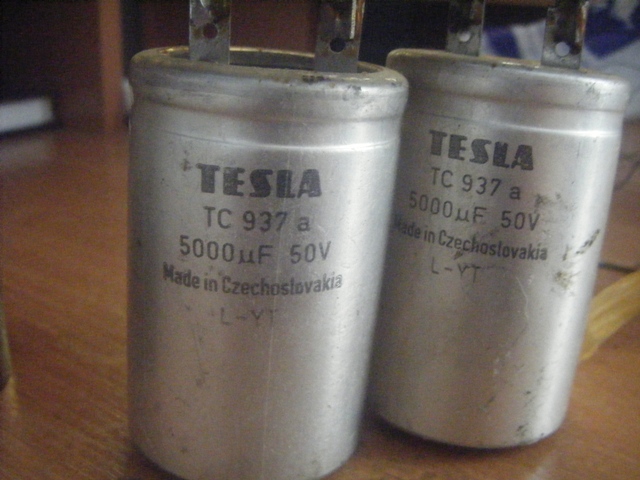 TESLA
TC 937 a
5000µF 50V
Made in Czechoslovakia
L-YT
TESLA
TC 937 a
5000µF 50V
Made in Czechoslovakia
L-YT